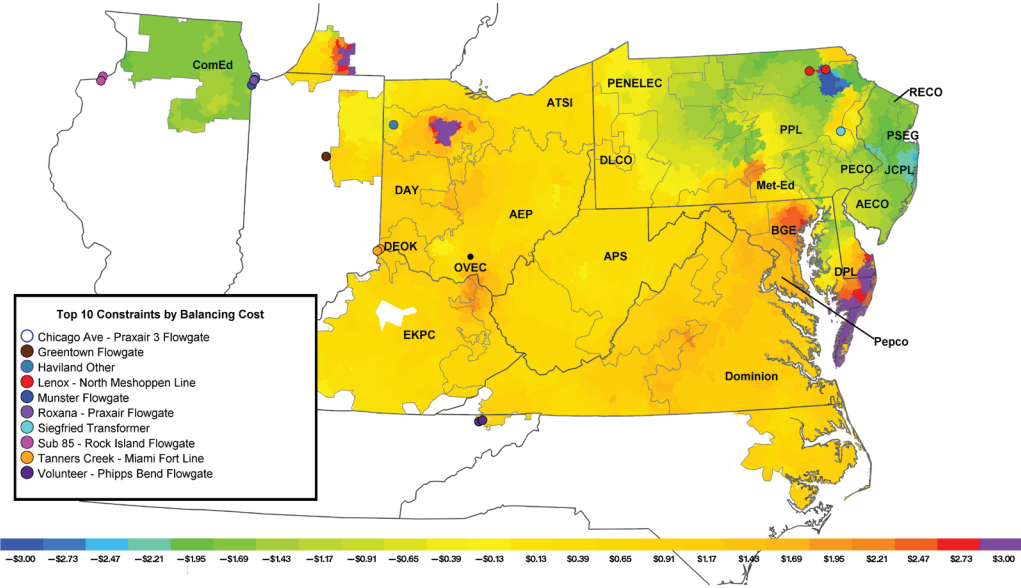 ComEd
PENELEC
ATSI
RECO
PPL
PSEG
DLCO
PECO
JCPL
Met-Ed
DAY
AEP
AECO
BGE
DEOK
APS
OVEC
DPL
EKPC
Pepco
Dominion
Top 10 Constraints by Balancing Cost
Chicago Ave - Praxair 3 Flowgate
Greentown Flowgate
Haviland Other
Lenox - North Meshoppen Line
Munster Flowgate
Roxana - Praxair Flowgate
Siegfried Transformer
Sub 85 - Rock Island Flowgate
Tanners Creek - Miami Fort Line
Volunteer - Phipps Bend Flowgate
–$3.00 –$2.73 –$2.47 –$2.21 –$1.95 –$1.69 –$1.43 –$1.17 –$0.91 –$0.65 –$0.39 –$0.13 $0.13 $0.39 $0.65 $0.91 $1.17 $1.43 $1.69 $1.95 $2.21 $2.47 $2.73 $3.00